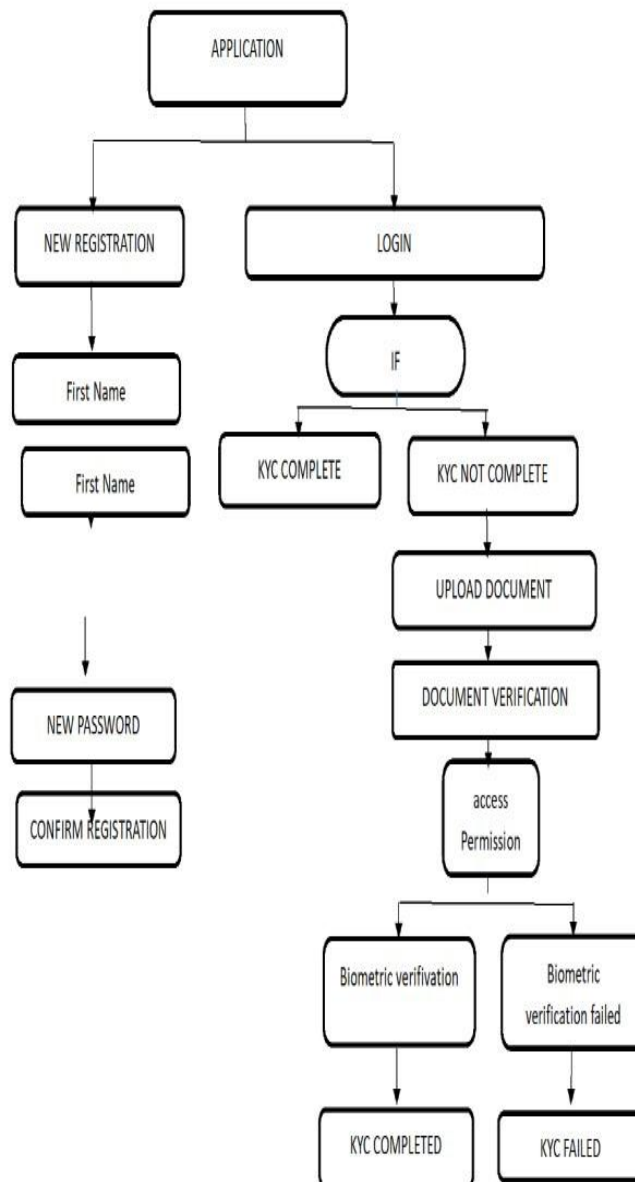 APPLICATION
NEW REGISTRATION
LOGIN
First Name
IF
First Name
KYC COMPLETE
KYC NOT COMPLETE
UPLOAD DOCUMENT
NEW PASSWORD
DOCUMENT VERIFICATION
CONFIRM REGISTRATION
access
Permission
Biometric verifivation
Biometric
verification failed
KYC COMPLETED
KYC FAILED